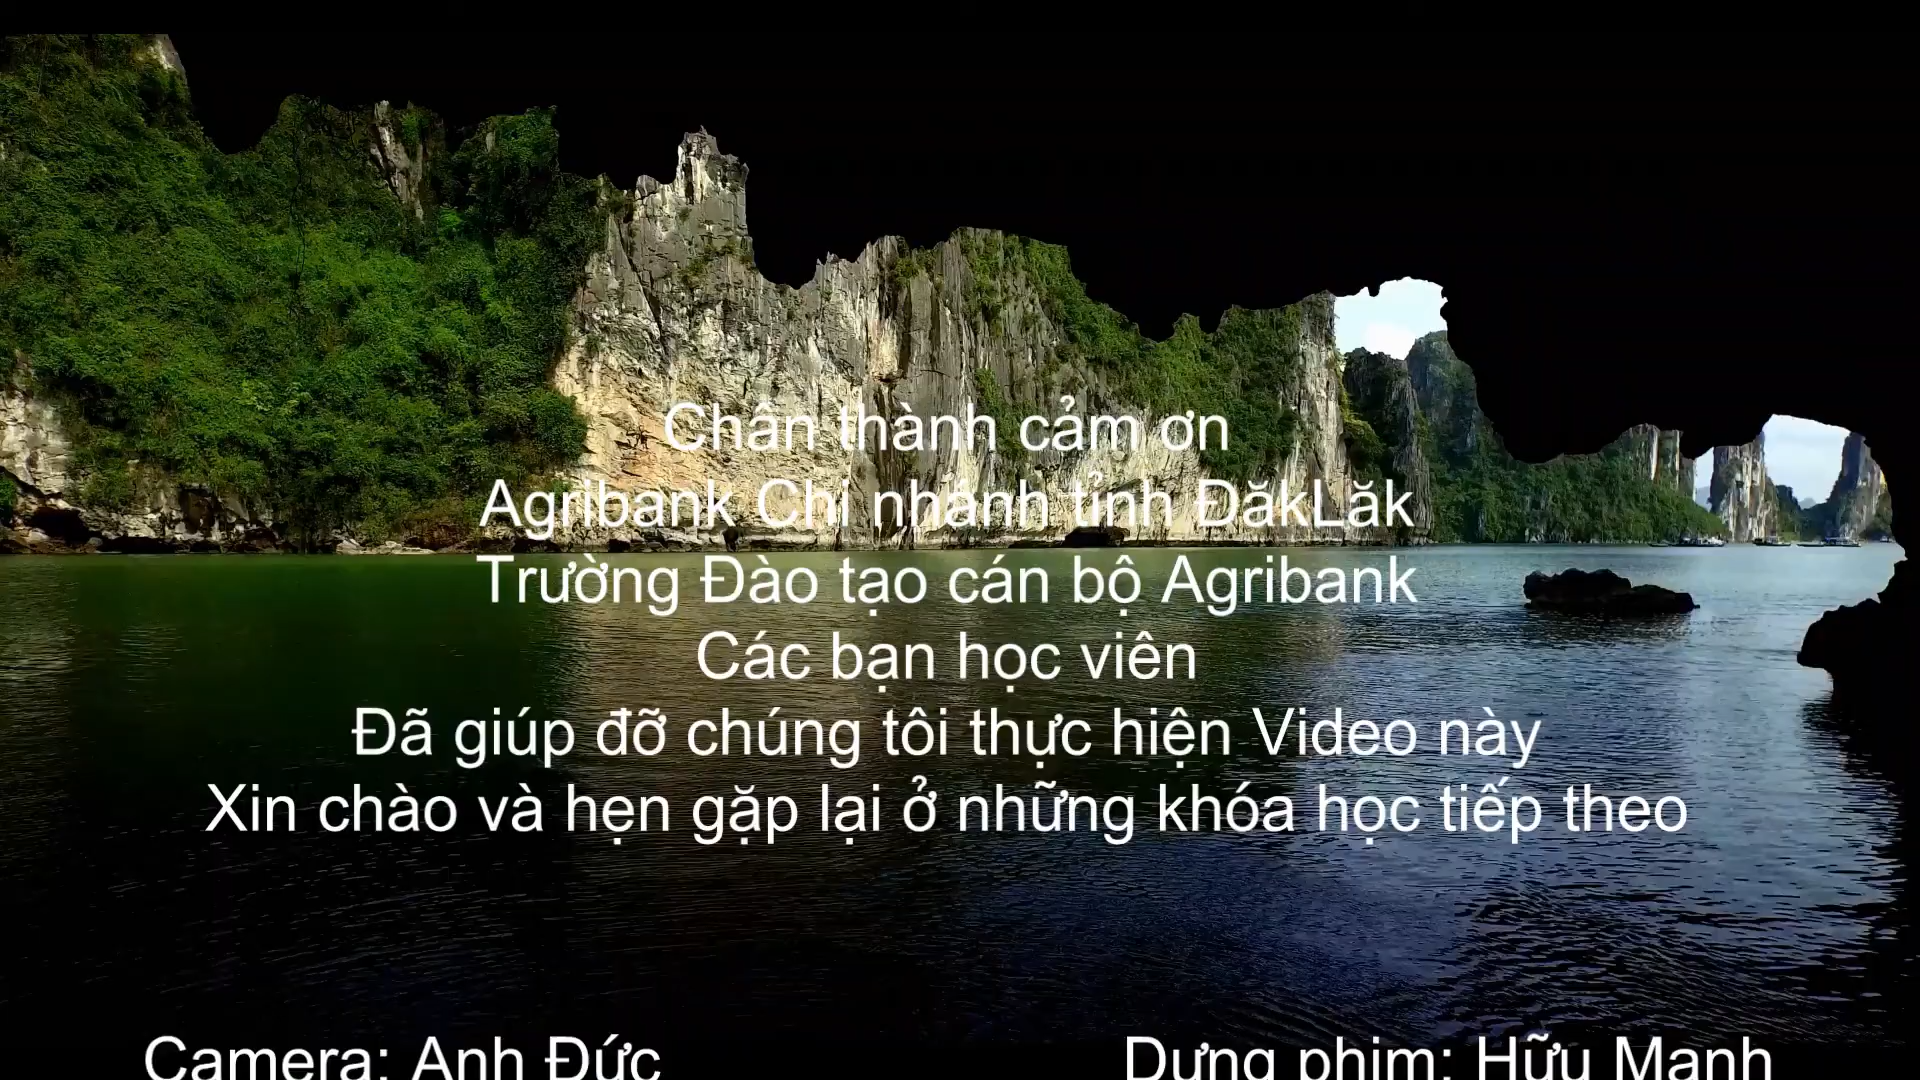 Chân thành cảm ơn
Agribank Chi nhánh tỉnh ĐăkLăk
Trường Đào tạo cán bộ Agribank
Các bạn học viên
Đã giúp đỡ chúng tôi thực hiện Video này
Xin chào và hẹn gặp lại ở những khóa học tiếp theo
Camera: Anh Đức Dựng phim: Hữu Mạnh